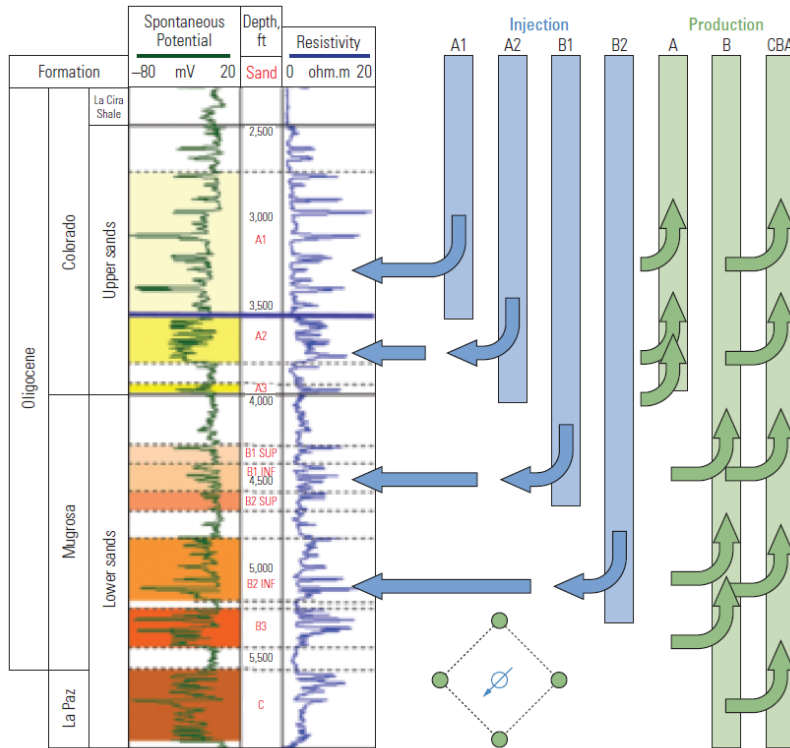 Injection
Production
Spontaneous
Potential
Depth,
ft
Resistivity
A1
A2
B1
B2
A
B
CBA
Formation
–80 mV 20
Sand
0 ohm.m 20
La Cira
Shale
2,500
Oligocene
Colorado
Upper sands
3,000
A1
3,500
A2
A3
4,000
Mugrosa
Lower sands
B1 SUP
B1 INF
4,500
B2 SUP
5,000
B2 INF
B3
5,500
La Paz
C